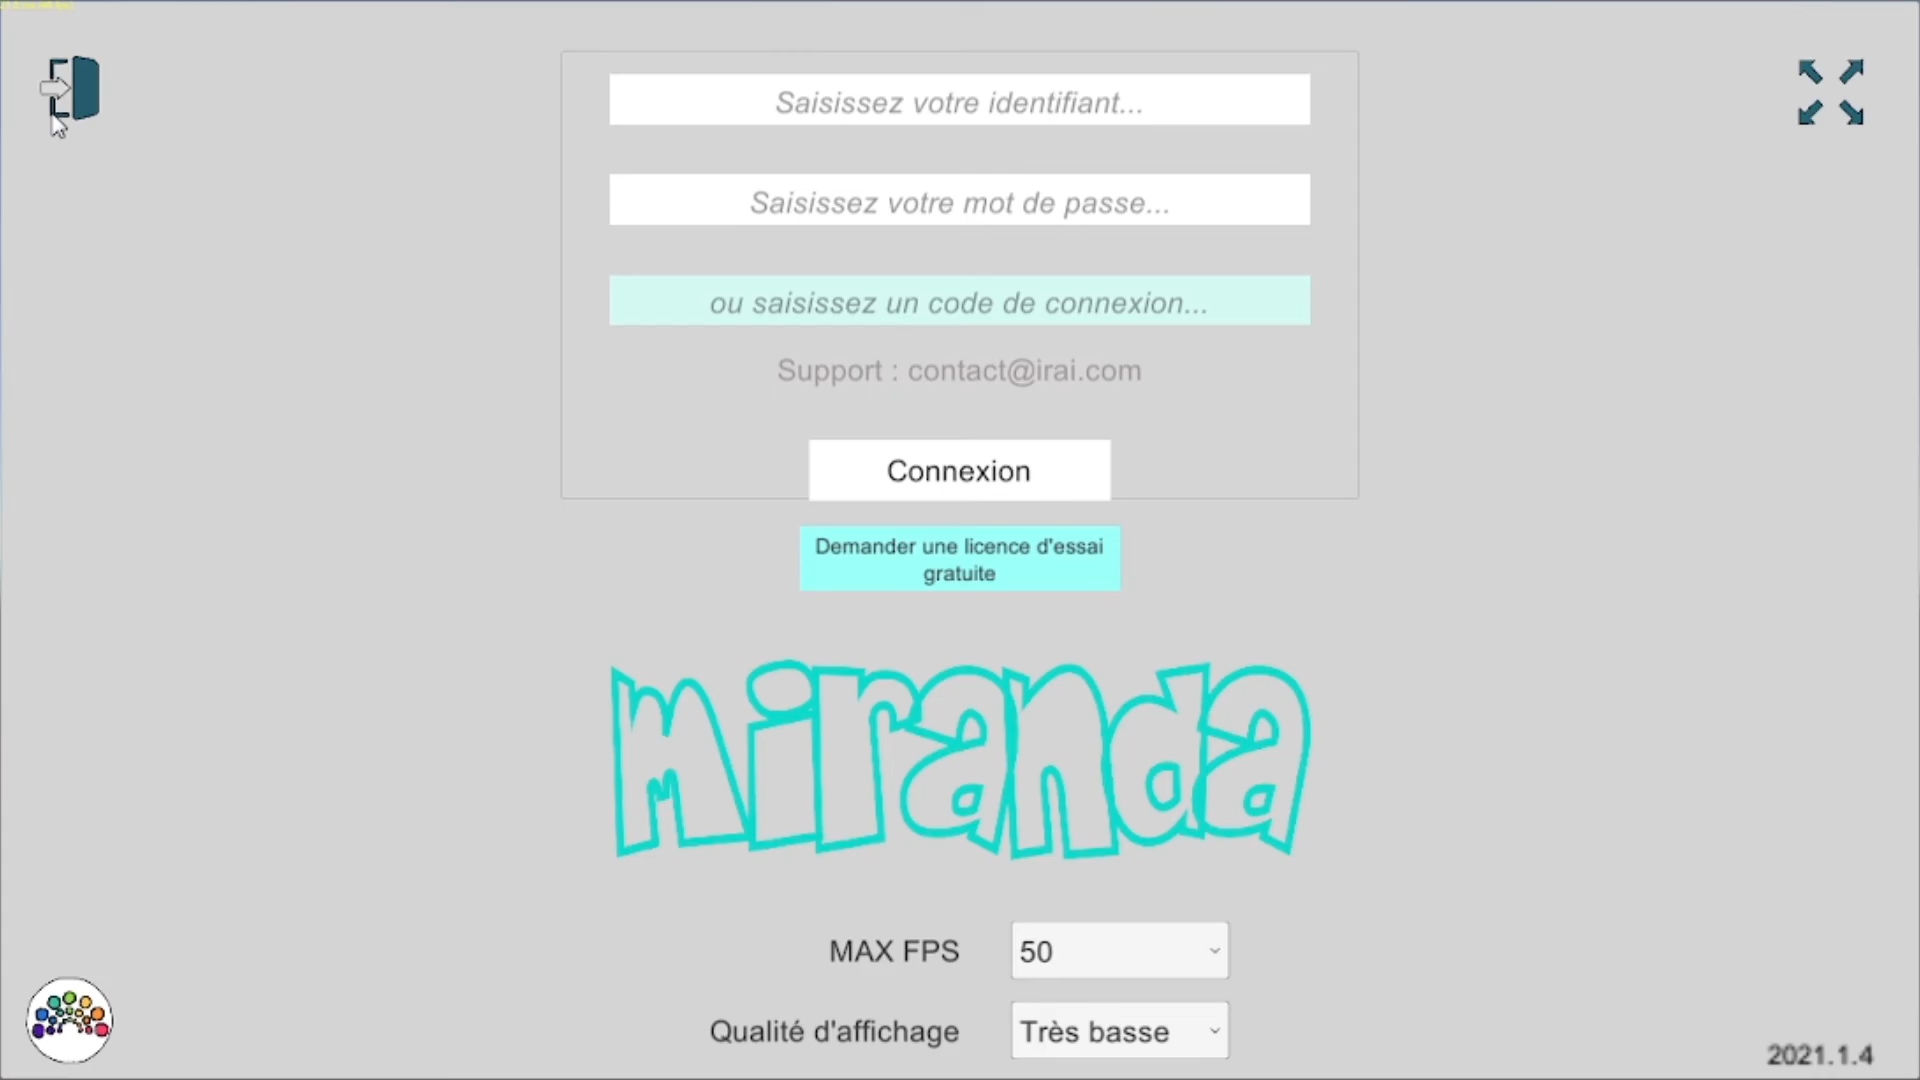 Saisissez votre identifiant...
Saisissez votre mot de passe...
ou saisissez un code de connexion...
Support : contact@irai.com
Connexion
Demander une licence d'essai
gratuite
miranda
MAX FPS
50
Qualité d'affichage
Très basse
2021.1.4